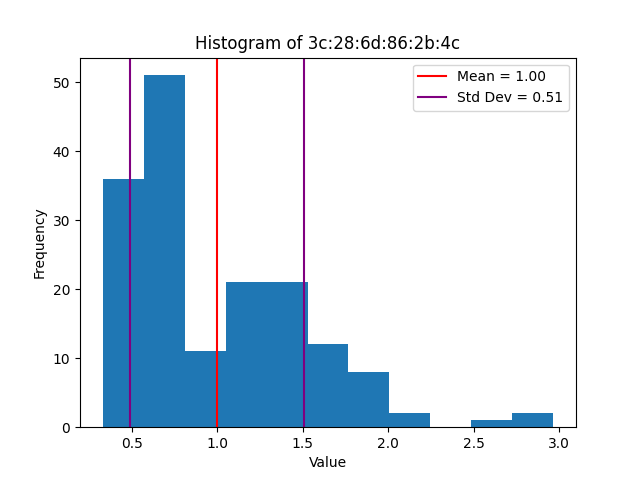 Histogram of 3c:28:6d:86:2b:4c
Mean = 1.00
Std Dev = 0.51
Frequency
50
40
30
20
10
0
0.5 1.0 1.5 2.0 2.5 3.0
Value